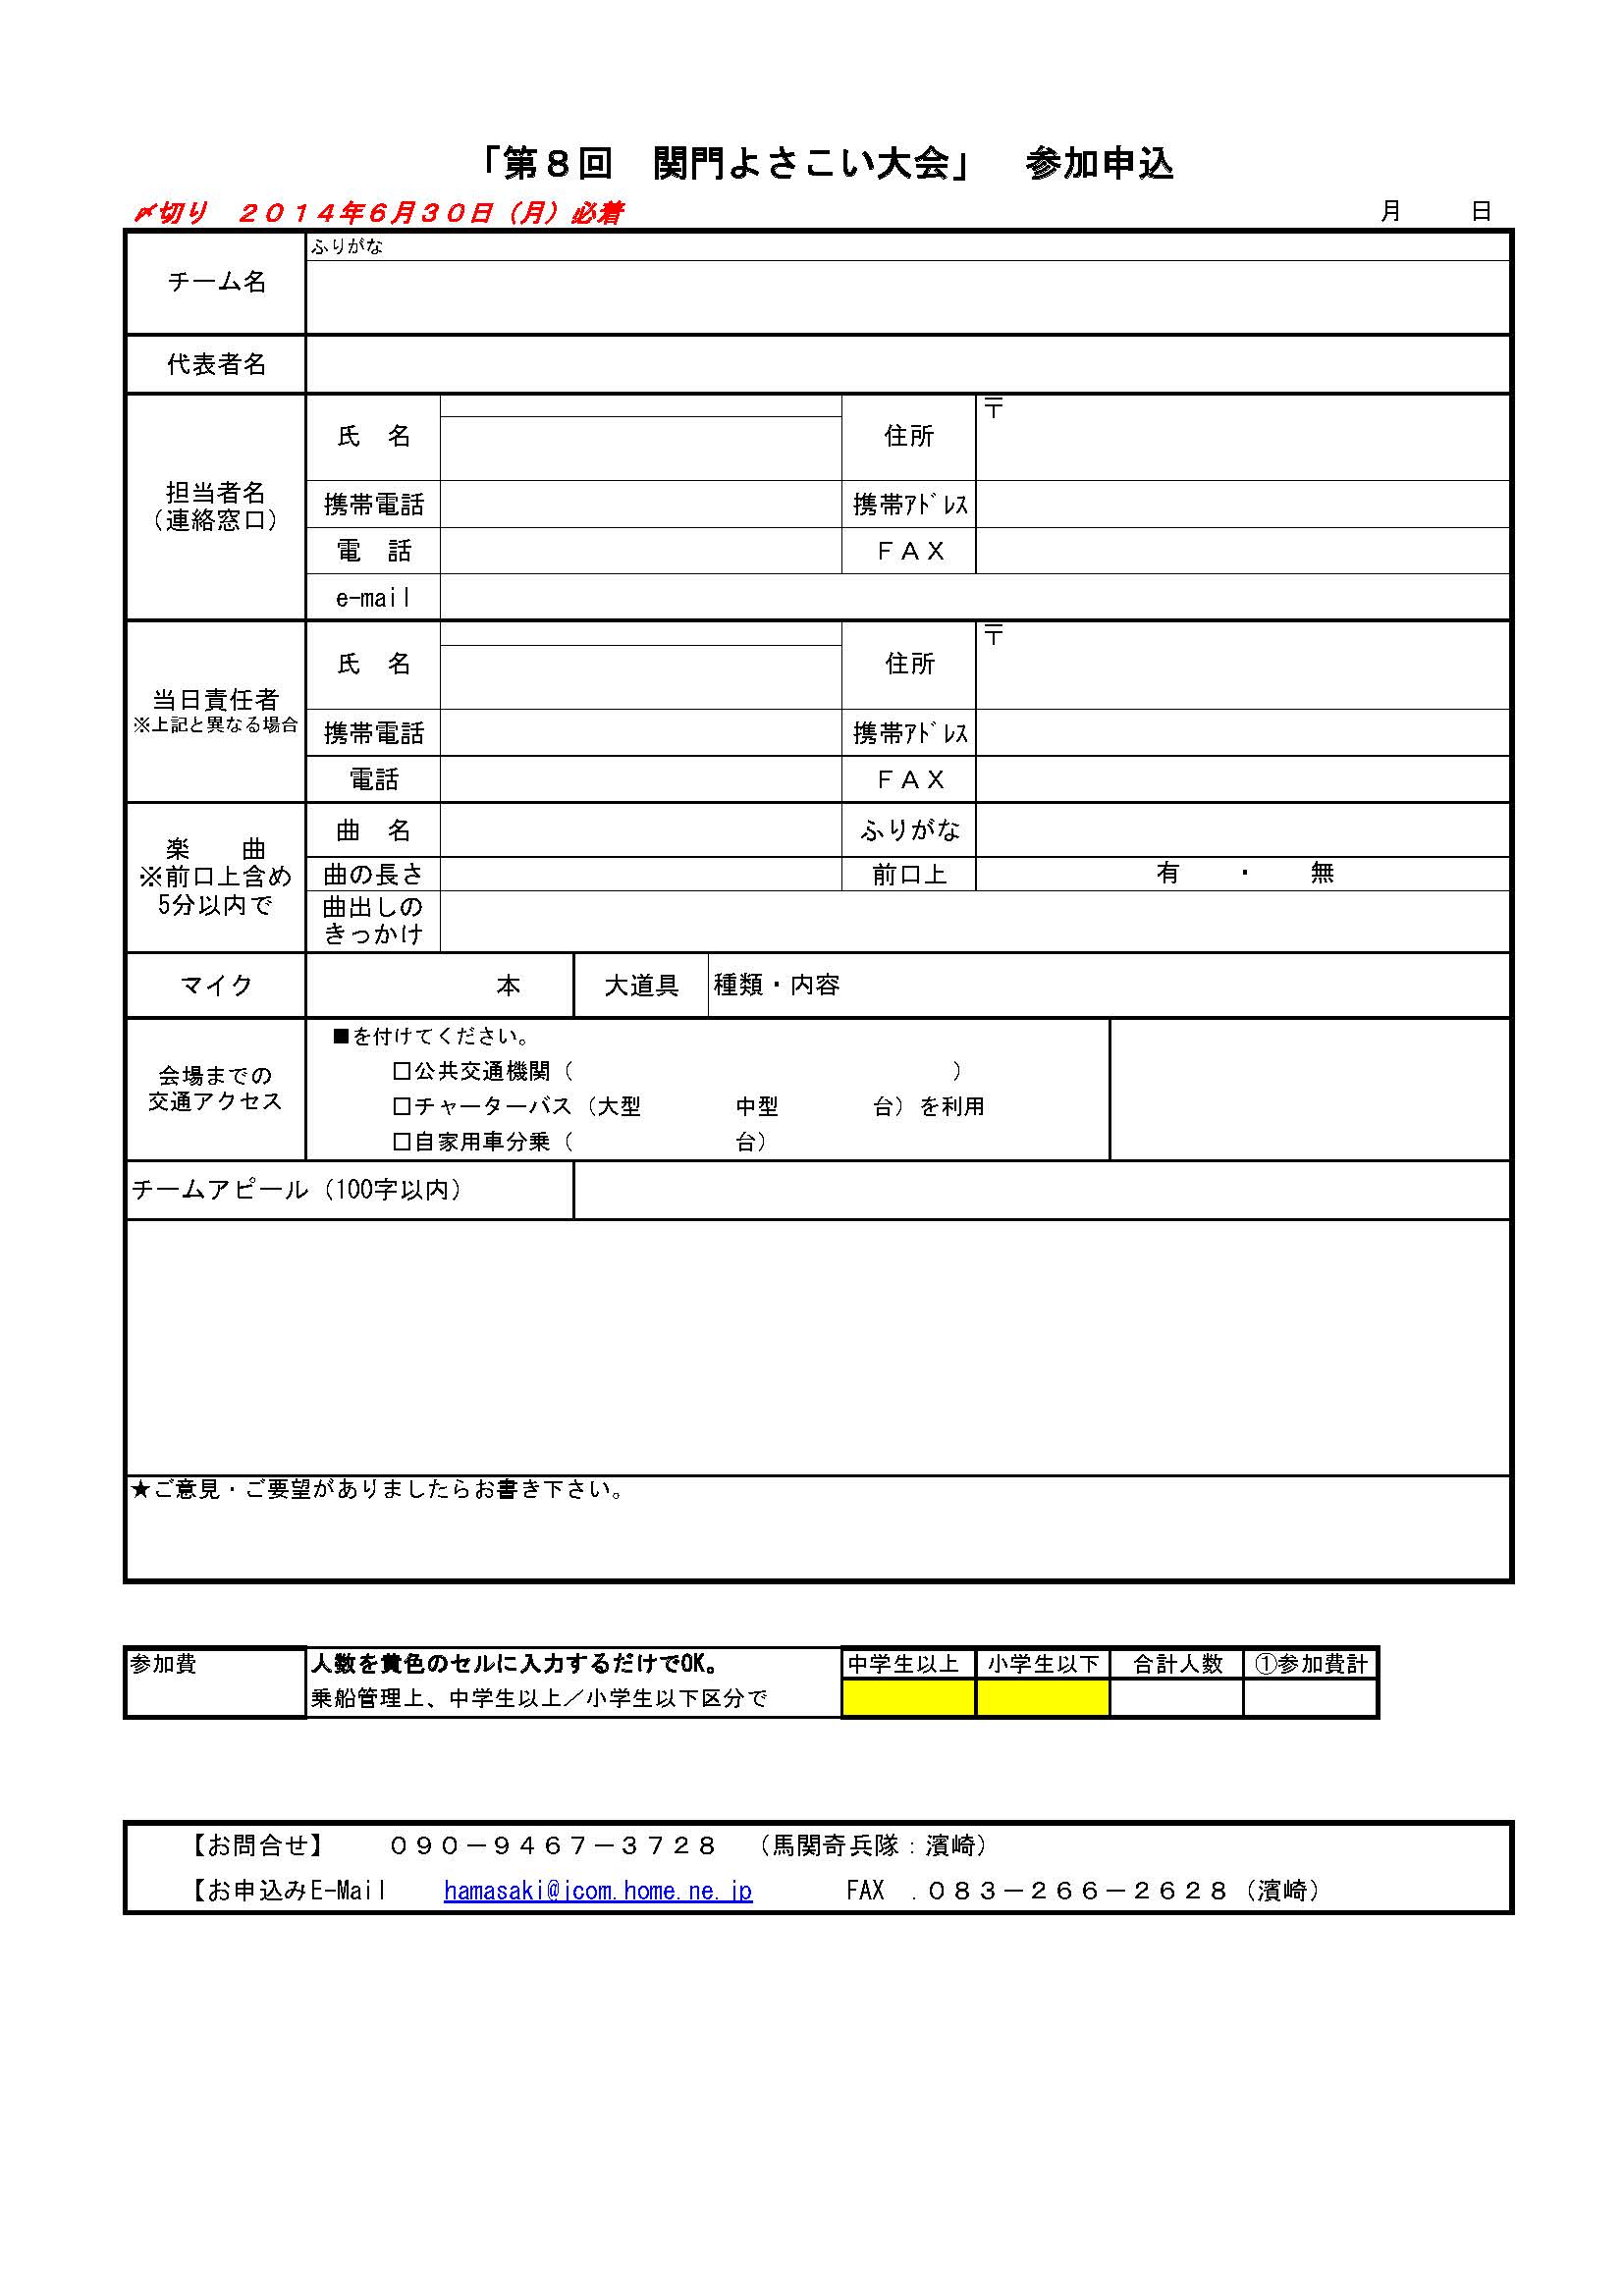 「第８回　関門よさこい大会」　参加申込
〆切り　２０１４年６月３０日（月）必着　　月　　日
チーム名
ふりがな
代表者名
担当者名
（連絡窓口）
氏　名　　住所　〒
携帯電話　　携帯ｱﾄﾞﾚｽ
電　話　　ＦＡＸ
e-mail
当日責任者
※上記と異なる場合
氏　名　　住所　〒
携帯電話　　携帯ｱﾄﾞﾚｽ
電話　　ＦＡＸ
楽　　曲
※前口上含め
5分以内で
曲　名　　ふりがな
曲の長さ　　前口上　　有　・　無
曲出しの
きっかけ
マイク　　本　　大道具　種類・内容
会場までの
交通アクセス
■を付けてください。
□公共交通機関（　　　　）
□チャーターバス（大型　　中型　　台）を利用
□自家用車分乗（　　台）
チームアピール（100字以内）
★ご意見・ご要望がありましたらお書き下さい。
参加費　人数を黄色のセルに入力するだけでOK。　中学生以上　小学生以下　合計人数　①参加費計
乗船管理上、中学生以上／小学生以下区分で
【お問合せ】　０９０－９４６７－３７２８　（馬関奇兵隊：濱崎）
【お申込みE-Mail　hamasaki@jcom.home.ne.jp　FAX　.０８３－２６６－２６２８（濱崎）